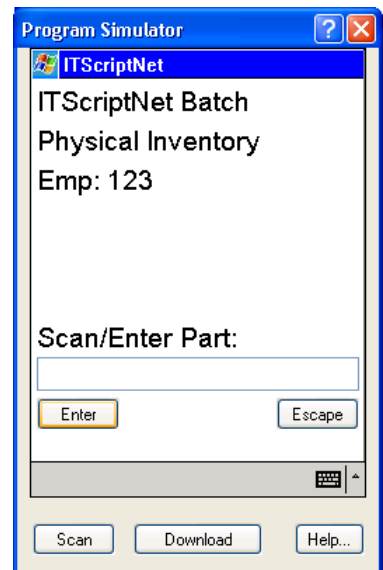 Program Simulator
ITScriptNet
ITScriptNet Batch
Physical Inventory
Emp: 123
Scan/Enter Part:
Enter Escape
Scan Download Help...